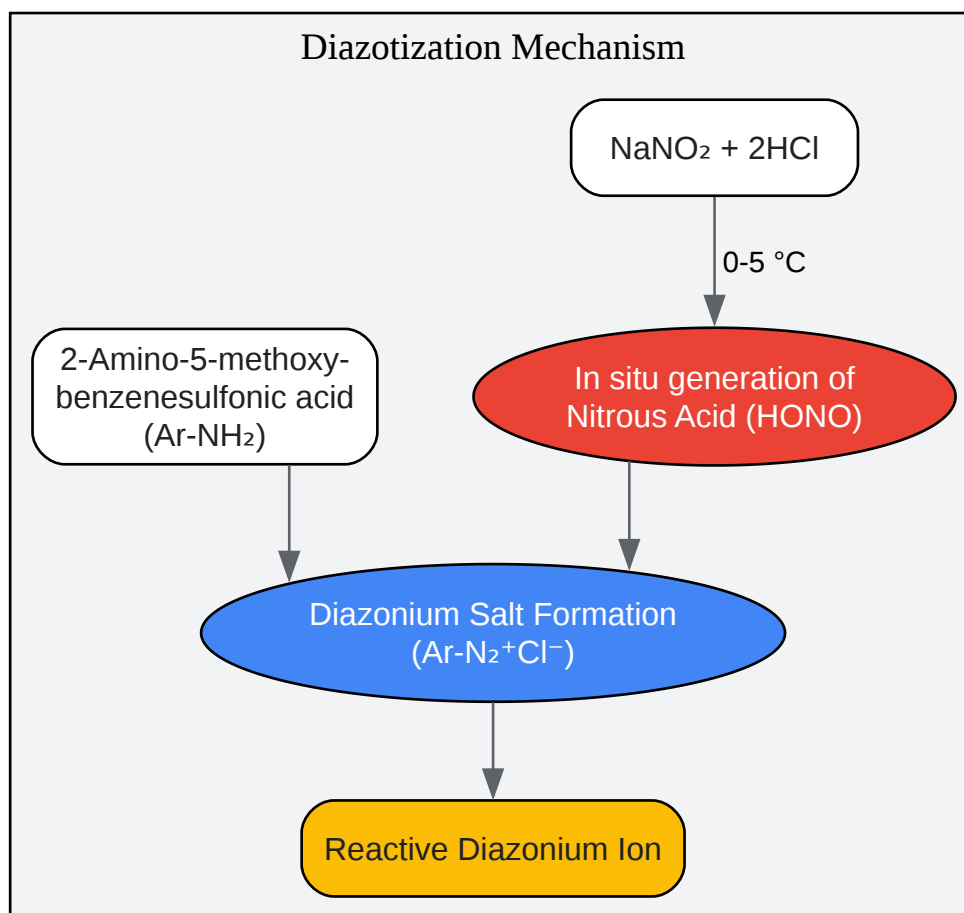 Diazotization Mechanism
NaNO₂ + 2HCl
0-5 °C
2-Amino-5-methoxy-
benzenesulfonic acid
(Ar-NH₂)
In situ generation of
Nitrous Acid (HONO)
Diazonium Salt Formation
(Ar-N₂⁺Cl⁻)
Reactive Diazonium Ion